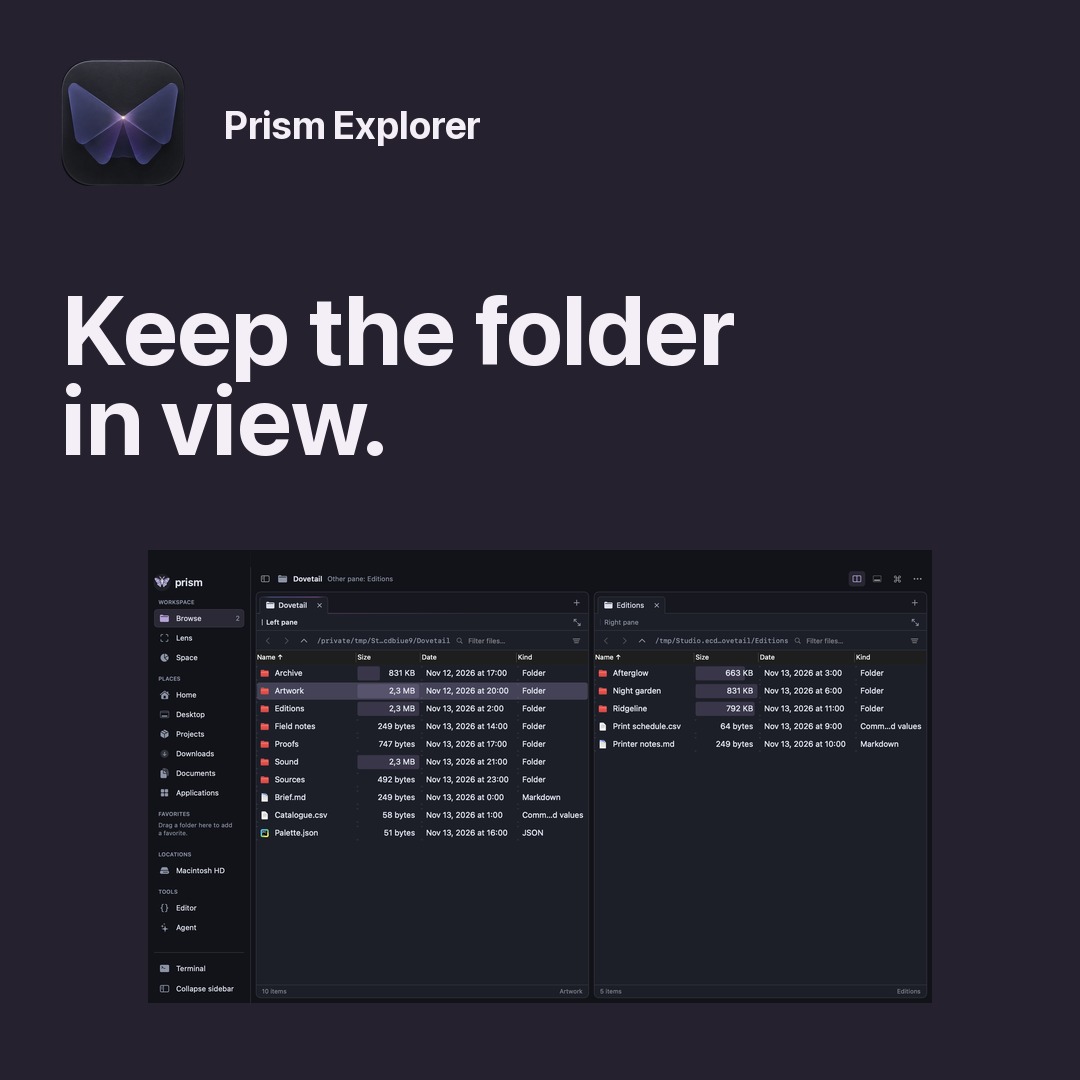 Prism Explorer
Keep the folder
in view.
prism
WORKSPACE
Browse 2
Lens
Space
PLACES
Home
Desktop
Projects
Downloads
Documents
Applications
FAVORITES
Drag a folder here to add
a favorite.
LOCATIONS
Macintosh HD
TOOLS
Editor
Agent
Terminal
Collapse sidebar
Dovetail Other pane: Editions
Dovetail
Left pane
/private/tmp/St…cdbiue9/Dovetail Filter files…
Name ↑ Size Date Kind
Archive 831 KB Nov 12, 2026 at 17:00 Folder
Artwork 2,3 MB Nov 12, 2026 at 20:00 Folder
Editions 2,3 MB Nov 13, 2026 at 2:00 Folder
Field notes 249 bytes Nov 13, 2026 at 14:00 Folder
Proofs 747 bytes Nov 13, 2026 at 17:00 Folder
Sound 2,3 MB Nov 13, 2026 at 21:00 Folder
Sources 492 bytes Nov 13, 2026 at 23:00 Folder
Brief.md 249 bytes Nov 13, 2026 at 0:00 Markdown
Catalogue.csv 58 bytes Nov 13, 2026 at 1:00 Comm…d values
Palette.json 51 bytes Nov 13, 2026 at 16:00 JSON
10 items Artwork
Editions
Right pane
/tmp/Studio.ecd…ovetail/Editions Filter files…
Name ↑ Size Date Kind
Afterglow 663 KB Nov 13, 2026 at 3:00 Folder
Night garden 831 KB Nov 13, 2026 at 6:00 Folder
Ridgeline 792 KB Nov 13, 2026 at 11:00 Folder
Print schedule.csv 64 bytes Nov 13, 2026 at 9:00 Comm…d values
Printer notes.md 249 bytes Nov 13, 2026 at 10:00 Markdown
5 items Editions